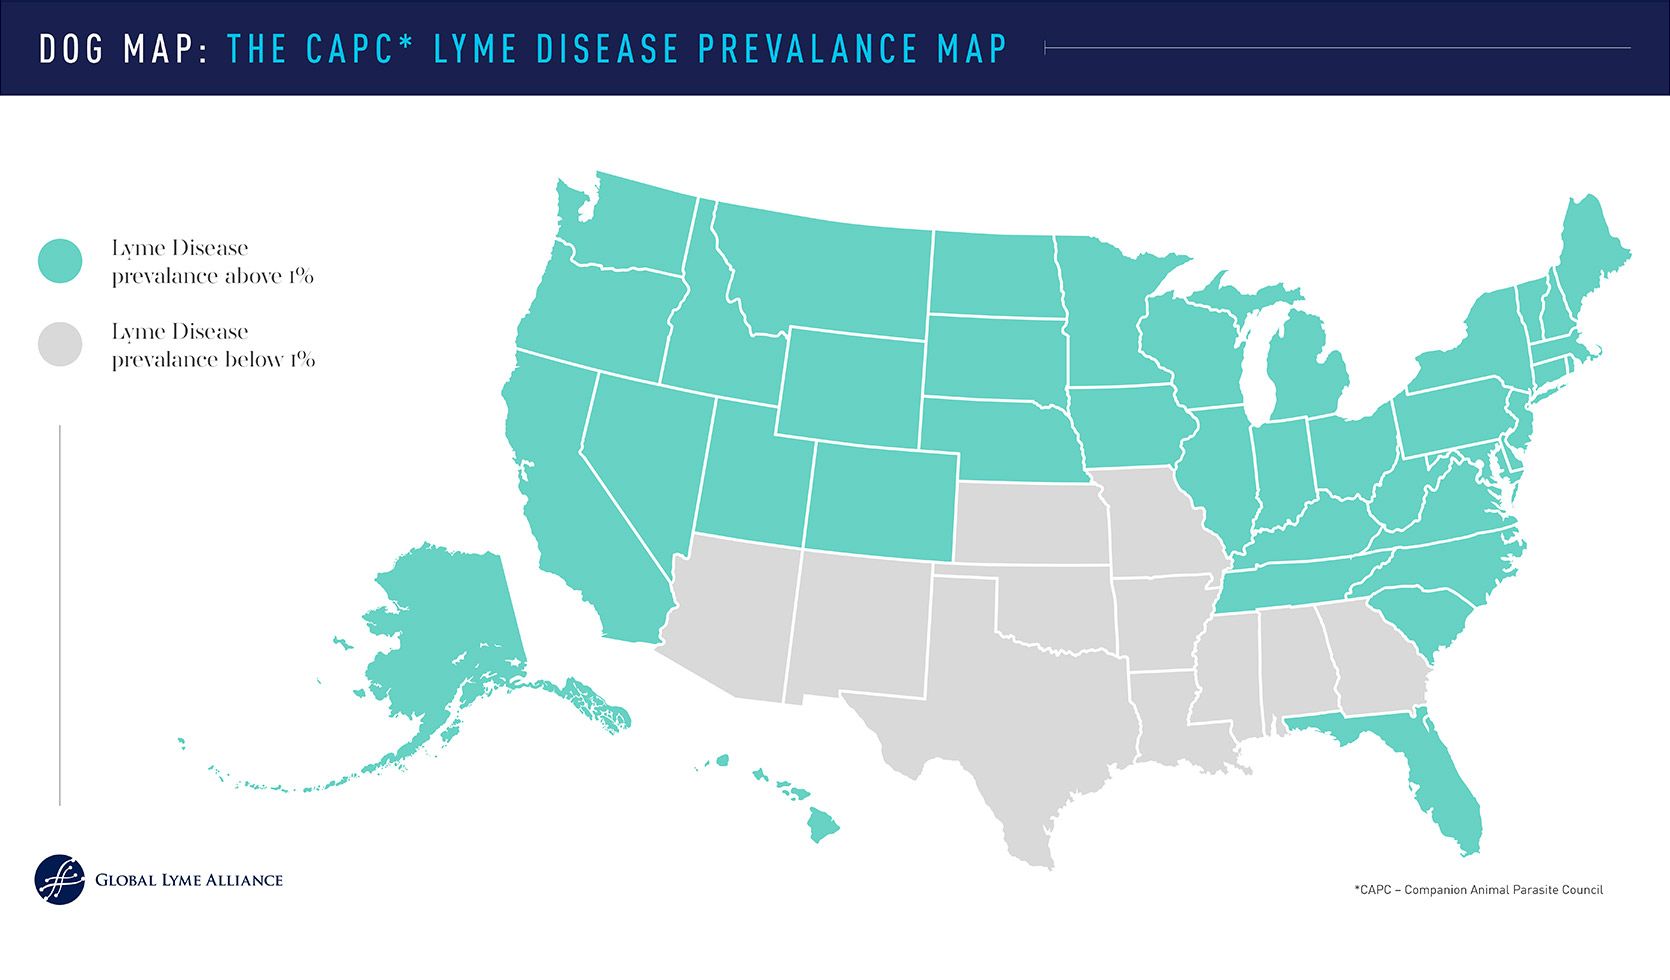 DOG MAP: THE CAPC* LYME DISEASE PREVALANCE MAP
Lyme Disease
prevalance above 1%
Lyme Disease
prevalance below 1%
GLOBAL LYME ALLIANCE
*CAPC – Companion Animal Parasite Council